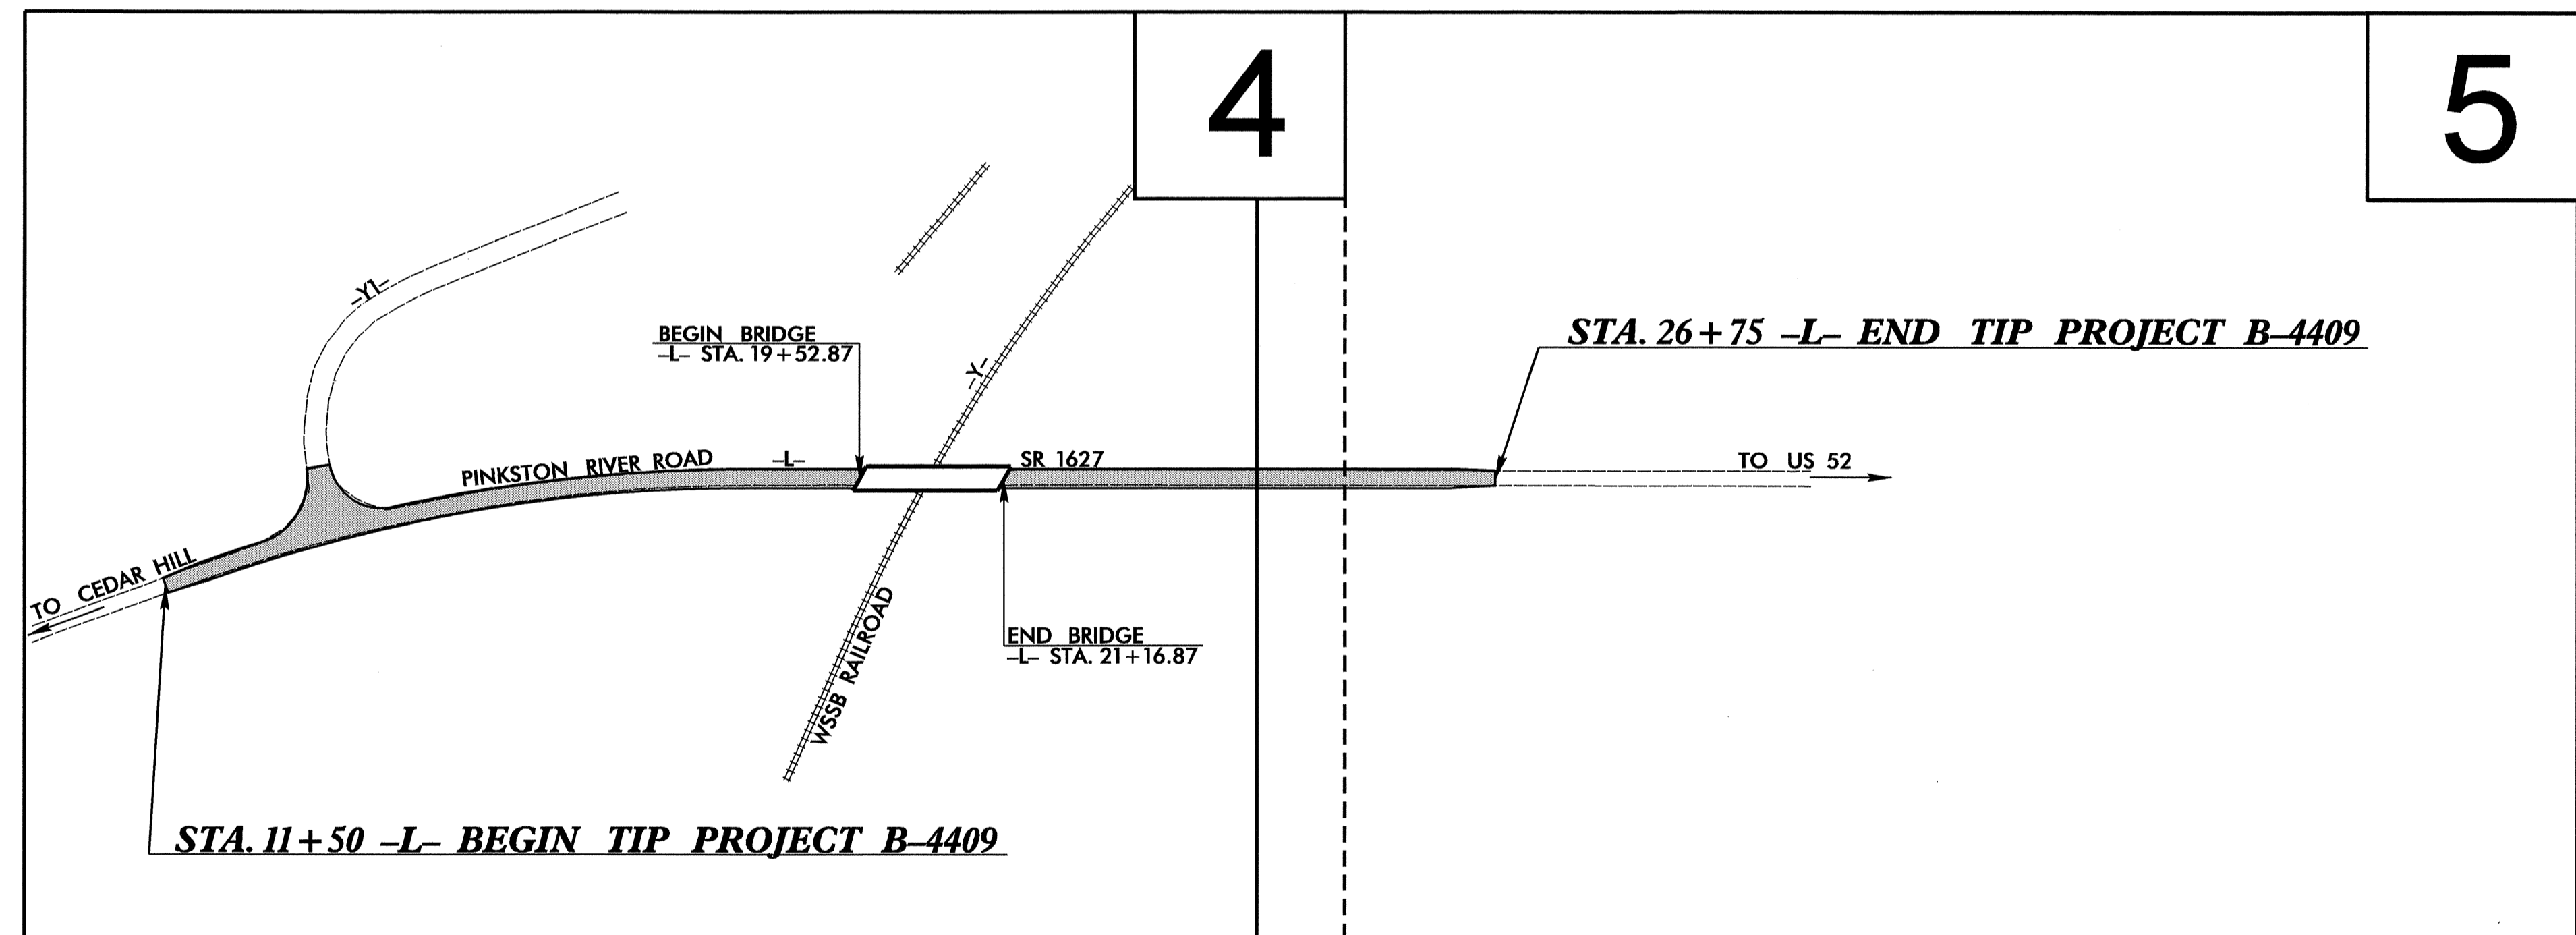 4
5
–Y1–
BEGIN BRIDGE
–L– STA. 19+52.87
–Y–
STA. 26+75 –L– END TIP PROJECT B–4409
PINKSTON RIVER ROAD
–L–
SR 1627
TO US 52
TO CEDAR HILL
WSSB RAILROAD
END BRIDGE
–L– STA. 21+16.87
STA. 11+50 –L– BEGIN TIP PROJECT B–4409